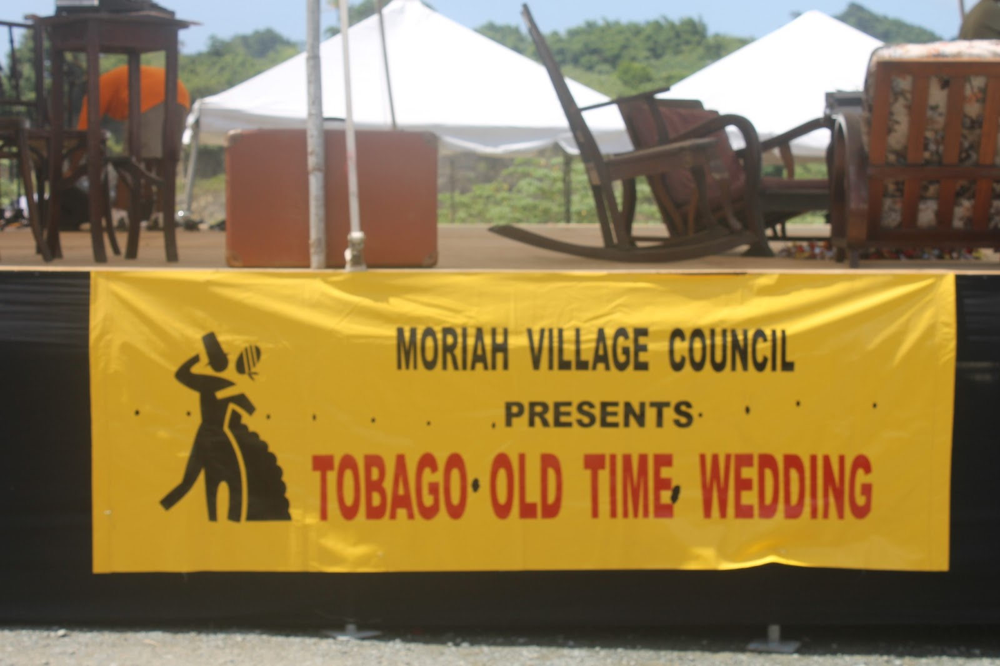 MORIAH VILLAGE COUNCIL
PRESENTS
TOBAGO OLD TIME WEDDING